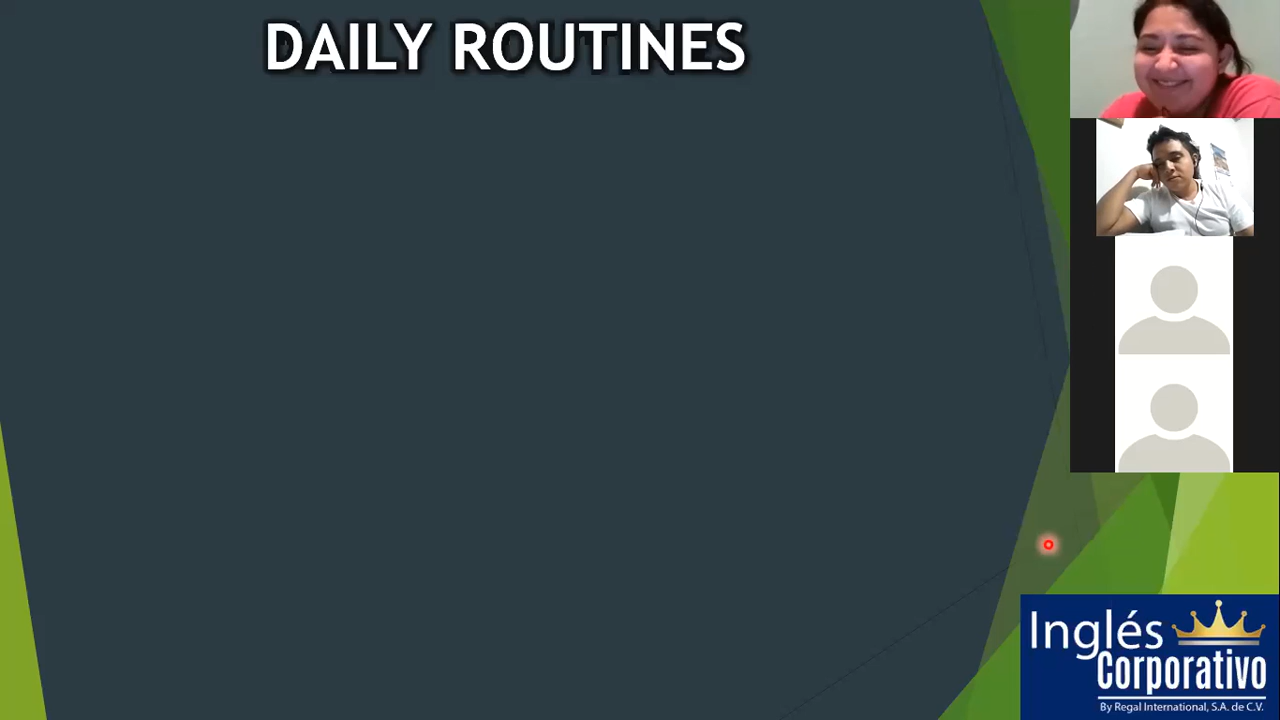 DAILY ROUTINES
Inglés
Corporativo
By Regal International, S.A. de C.V.